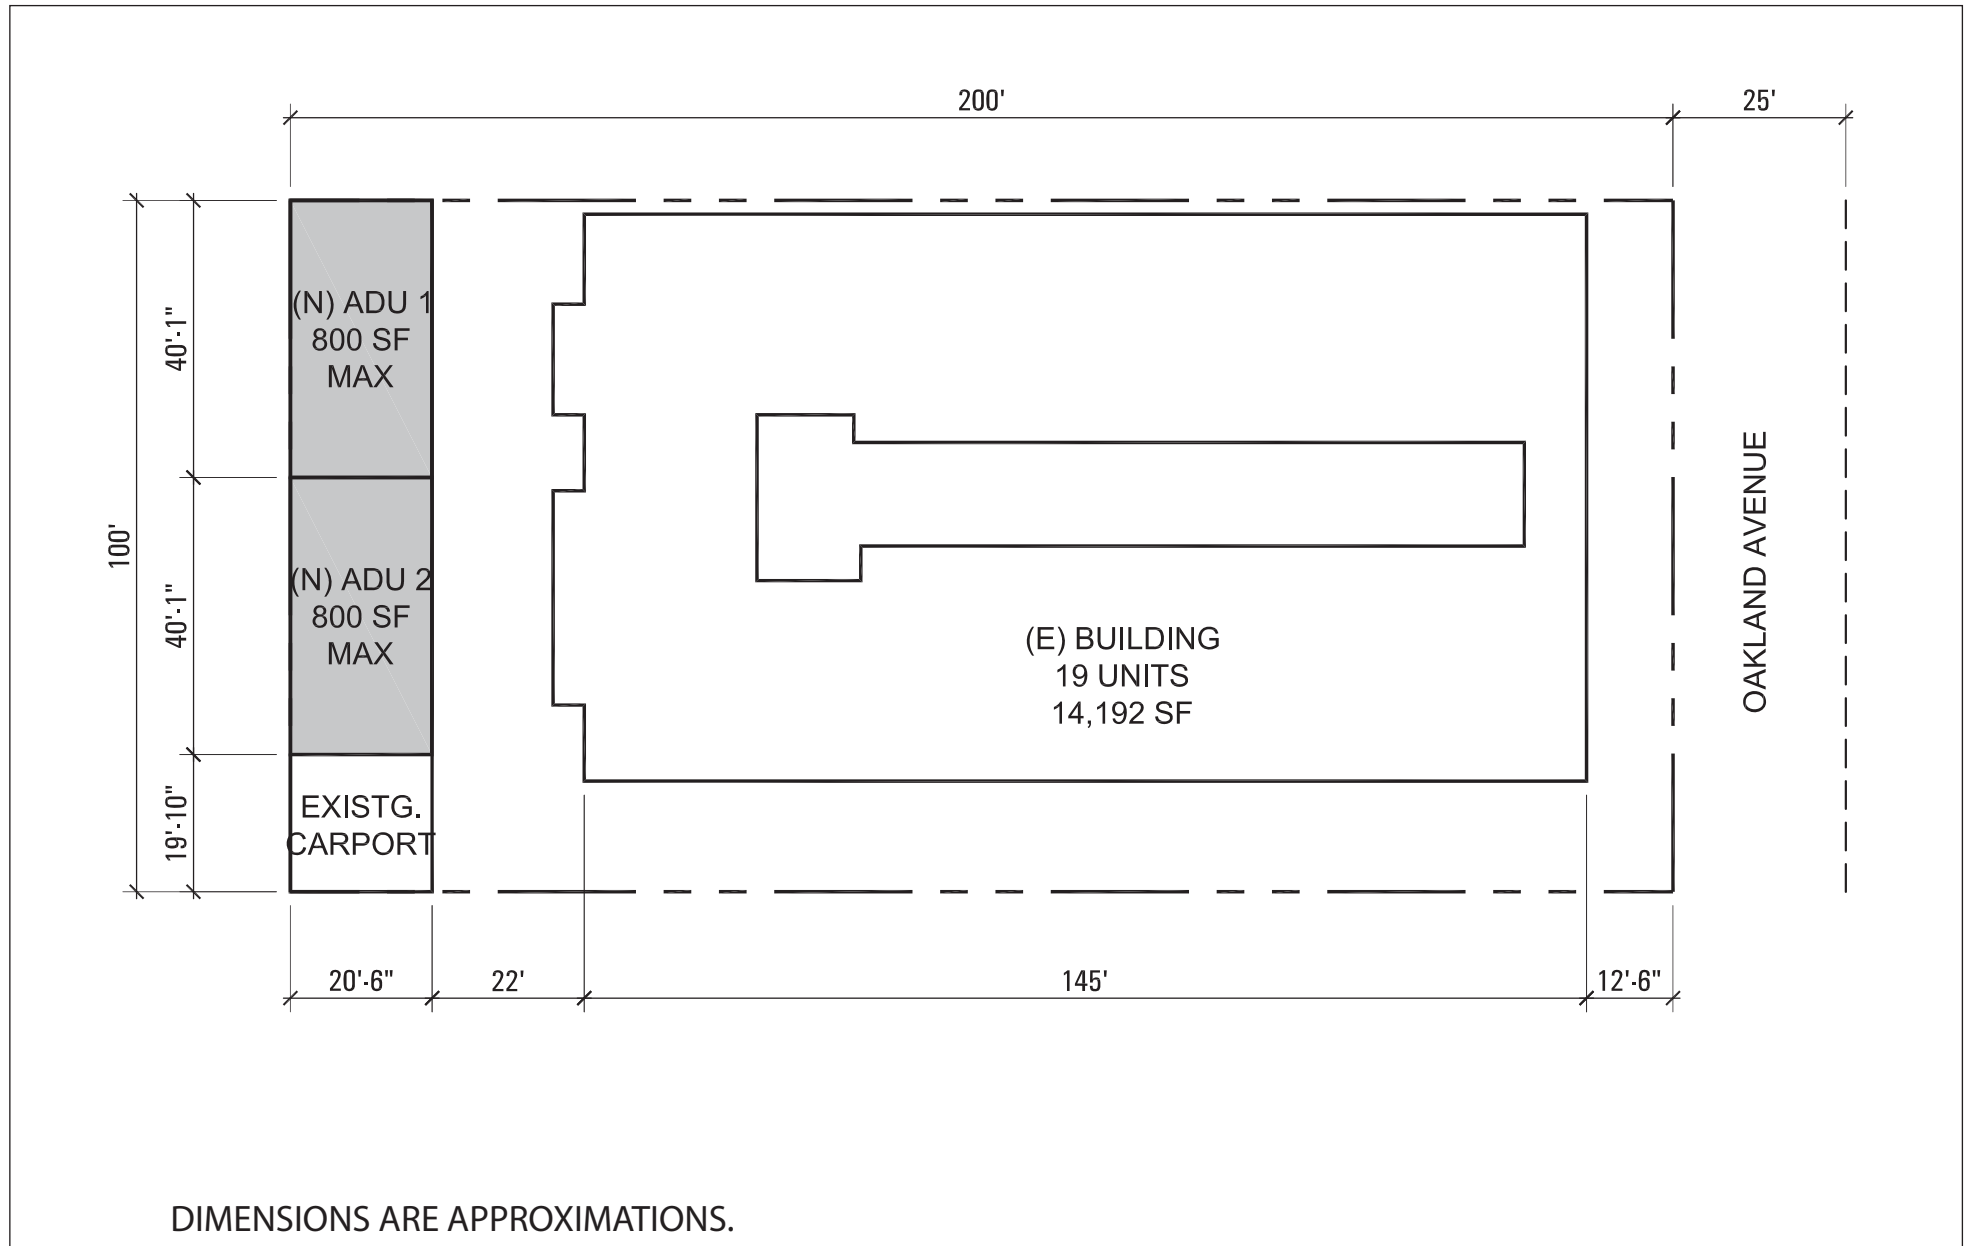 200'
25'
100'
40'-1"
40'-1"
19'-10"
(N) ADU 1
800 SF
MAX
(N) ADU 2
800 SF
MAX
EXISTG.
CARPORT
(E) BUILDING
19 UNITS
14,192 SF
OAKLAND AVENUE
20'-6"
22'
145'
12'-6"
DIMENSIONS ARE APPROXIMATIONS.